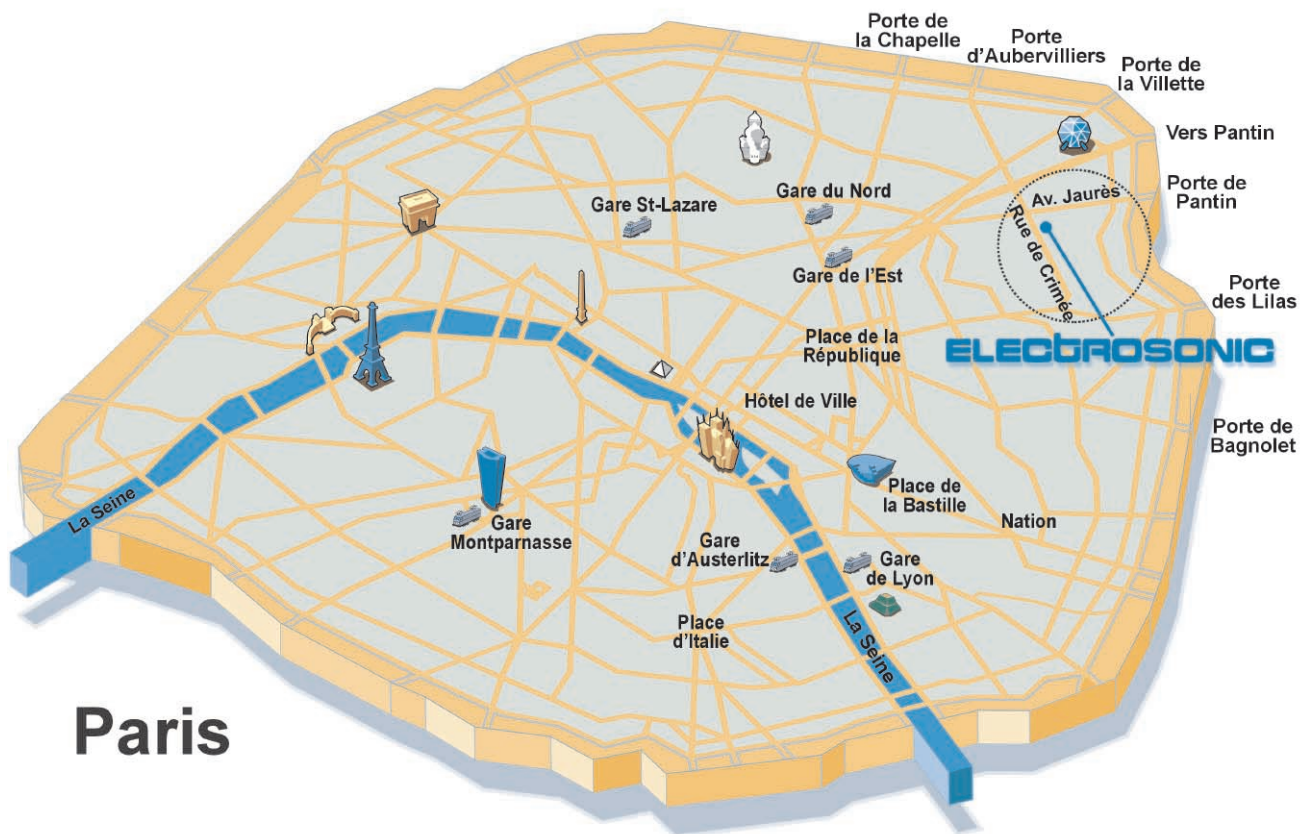 Porte de
la Chapelle
Porte
d'Aubervilliers
Porte de
la Villette
Vers Pantin
Porte de
Pantin
Av. Jaurès
Rue de Crimée
Gare du Nord
Gare St-Lazare
Gare de l'Est
Porte
des Lilas
Place de la
République
ELECTROSONIC
Hôtel de Ville
Porte de
Bagnolet
Place de
la Bastille
La Seine
Gare
Montparnasse
Nation
Gare
d'Austerlitz
Gare
de Lyon
Place
d'Italie
La Seine
Paris